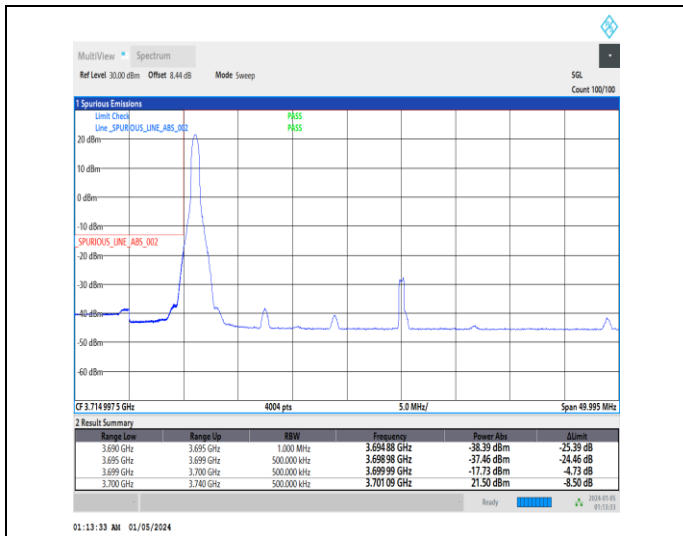 MultiView Spectrum
Ref Level 30.00 dBm Offset 8.44 dB Mode Sweep SGL
Count 100/100
1 Spurious Emissions
Limit Check PASS
Line _SPURIOUS_LINE_ABS_002 PASS
20 dBm
10 dBm
0 dBm
-10 dBm
_SPURIOUS_LINE_ABS_002
-20 dBm
-30 dBm
-40 dBm
-50 dBm
-60 dBm
CF 3.714 997 5 GHz 4004 pts 5.0 MHz/ Span 49.995 MHz
2 Result Summary
Range Low Range Up RBW Frequency Power Abs ΔLimit
3.690 GHz 3.695 GHz 1.000 MHz 3.694 88 GHz -38.39 dBm -25.39 dB
3.695 GHz 3.699 GHz 500.000 kHz 3.698 98 GHz -37.46 dBm -24.46 dB
3.699 GHz 3.700 GHz 500.000 kHz 3.699 99 GHz -17.73 dBm -4.73 dB
3.700 GHz 3.740 GHz 500.000 kHz 3.701 09 GHz 21.50 dBm -8.50 dB
Ready 2024-01-05
01:13:33
01:13:33 AM 01/05/2024